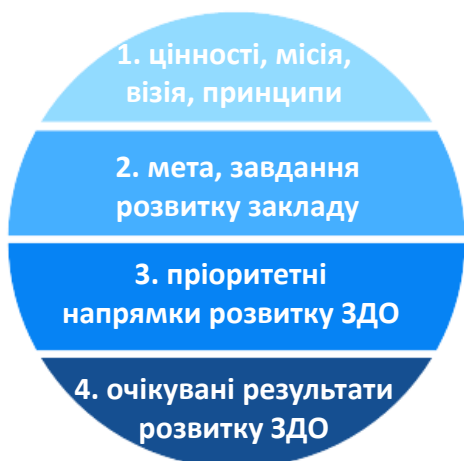 1. цінності, місія,
візія, принципи
2. мета, завдання
розвитку закладу
3. пріоритетні
напрямки розвитку ЗДО
4. очікувані результати
розвитку ЗДО